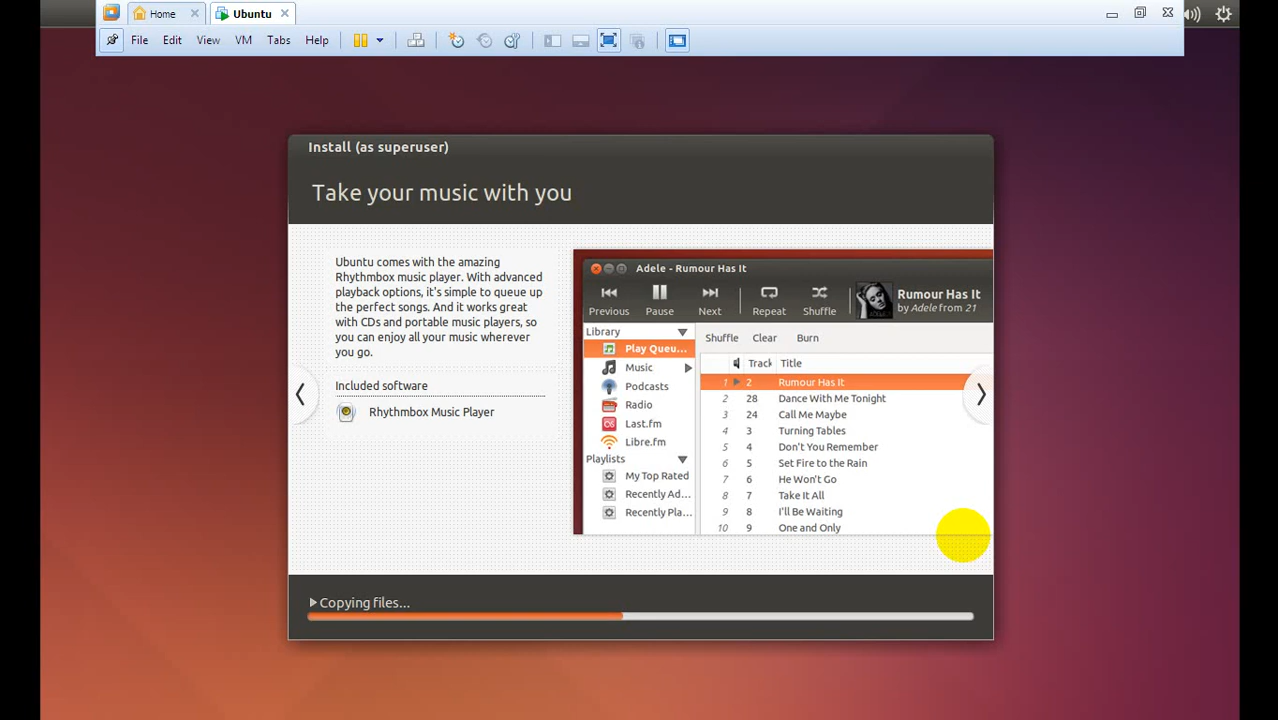 Home
Ubuntu
File Edit View VM Tabs Help
Install (as superuser)
Take your music with you
Ubuntu comes with the amazing
Rhythmbox music player. With advanced
playback options, it's simple to queue up
the perfect songs. And it works great
with CDs and portable music players, so
you can enjoy all your music wherever
you go.
Included software
Rhythmbox Music Player
Adele - Rumour Has It
Previous Pause Next Repeat Shuffle
Rumour Has It
by Adele from 21
Library
Play Queu...
Music
Podcasts
Radio
Last.fm
Libre.fm
Playlists
My Top Rated
Recently Ad...
Recently Pla...
Shuffle Clear Burn
Track Title
1 2 Rumour Has It
2 28 Dance With Me Tonight
3 24 Call Me Maybe
4 3 Turning Tables
5 4 Don't You Remember
6 5 Set Fire to the Rain
7 6 He Won't Go
8 7 Take It All
9 8 I'll Be Waiting
10 9 One and Only
Copying files...